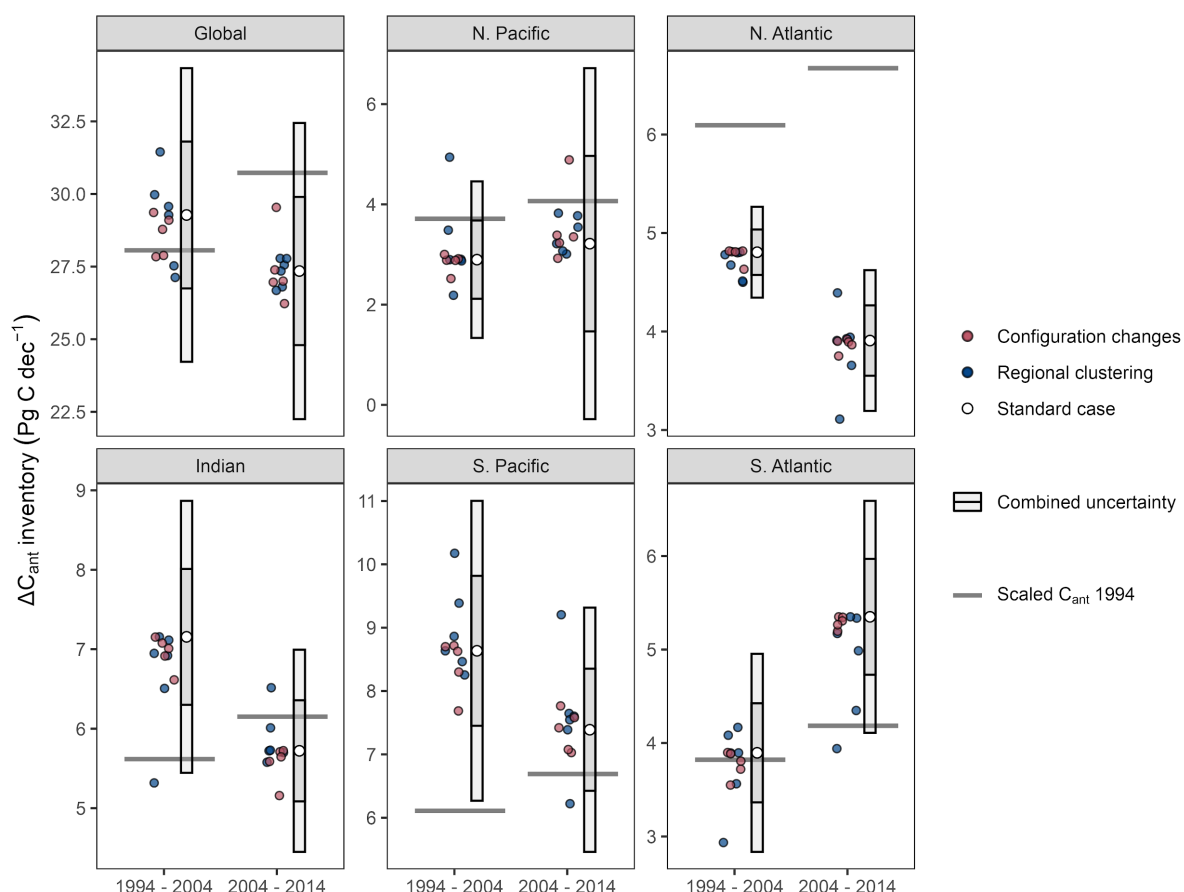 Global
N. Pacific
N. Atlantic
32.5
30.0
27.5
25.0
22.5
6
4
2
0
6
5
4
3
Indian
S. Pacific
S. Atlantic
9
8
7
6
5
11
10
9
8
7
6
6
5
4
3
1994 - 2004
2004 - 2014
1994 - 2004
2004 - 2014
1994 - 2004
2004 - 2014
ΔCant inventory (Pg C dec⁻¹)
Configuration changes
Regional clustering
Standard case
Combined uncertainty
Scaled Cant 1994